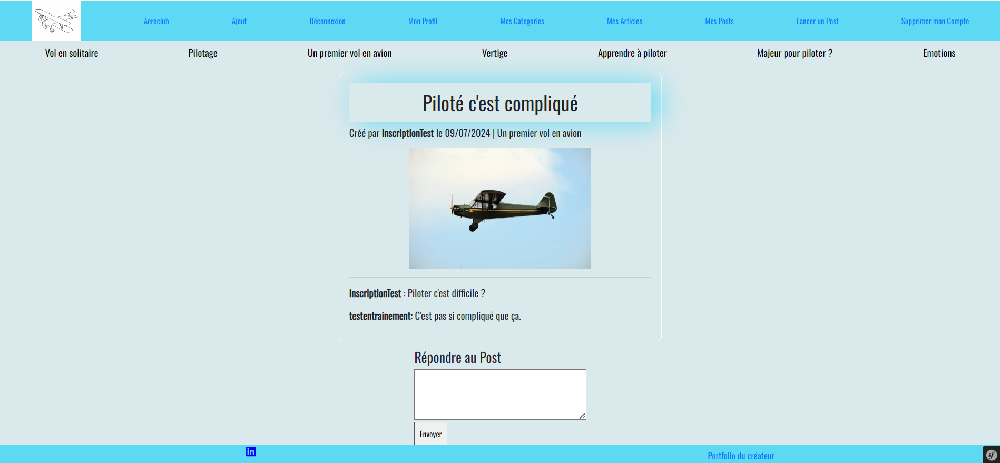 Aeroclub Ajout Déconnexion Mon Profil Mes Categories Mes Articles Mes Posts Lancer un Post Supprimer mon Compte
Vol en solitaire Pilotage Un premier vol en avion Vertige Apprendre à piloter Majeur pour piloter ? Emotions
Piloté c'est compliqué
Créé par InscriptionTest le 09/07/2024 | Un premier vol en avion
InscriptionTest : Piloter c'est difficile ?
testentrainement: C'est pas si compliqué que ça.
Répondre au Post
Envoyer
in Portfolio du créateur sf